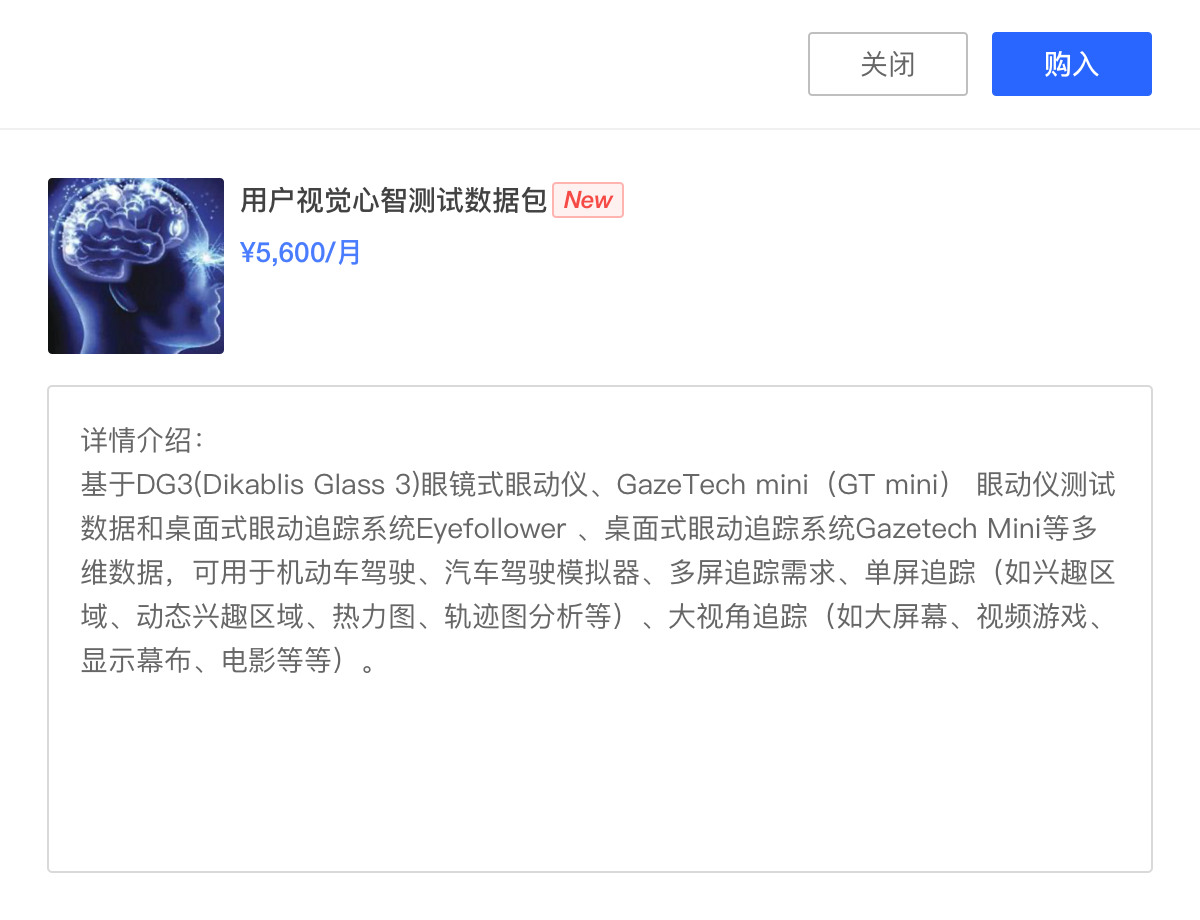 关闭
购入
用户视觉心智测试数据包 New
¥5,600/月
详情介绍：
基于DG3(Dikablis Glass 3)眼镜式眼动仪、GazeTech mini（GT mini） 眼动仪测试
数据和桌面式眼动追踪系统Eyefollower 、桌面式眼动追踪系统Gazetech Mini等多
维数据，可用于机动车驾驶、汽车驾驶模拟器、多屏追踪需求、单屏追踪（如兴趣区
域、动态兴趣区域、热力图、轨迹图分析等）、大视角追踪（如大屏幕、视频游戏、
显示幕布、电影等等）。